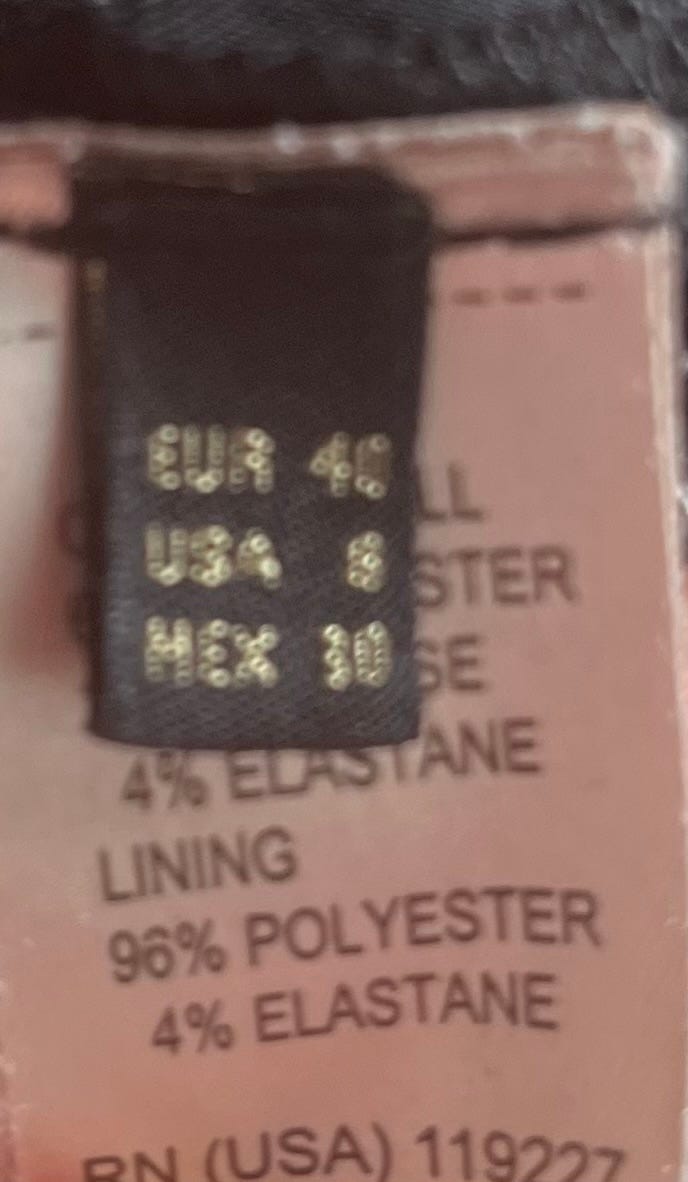 EUR 40
USA 8
MEX 30
LL
STER
SE
4% ELASTANE
LINING
96% POLYESTER
4% ELASTANE
RN (USA) 119227